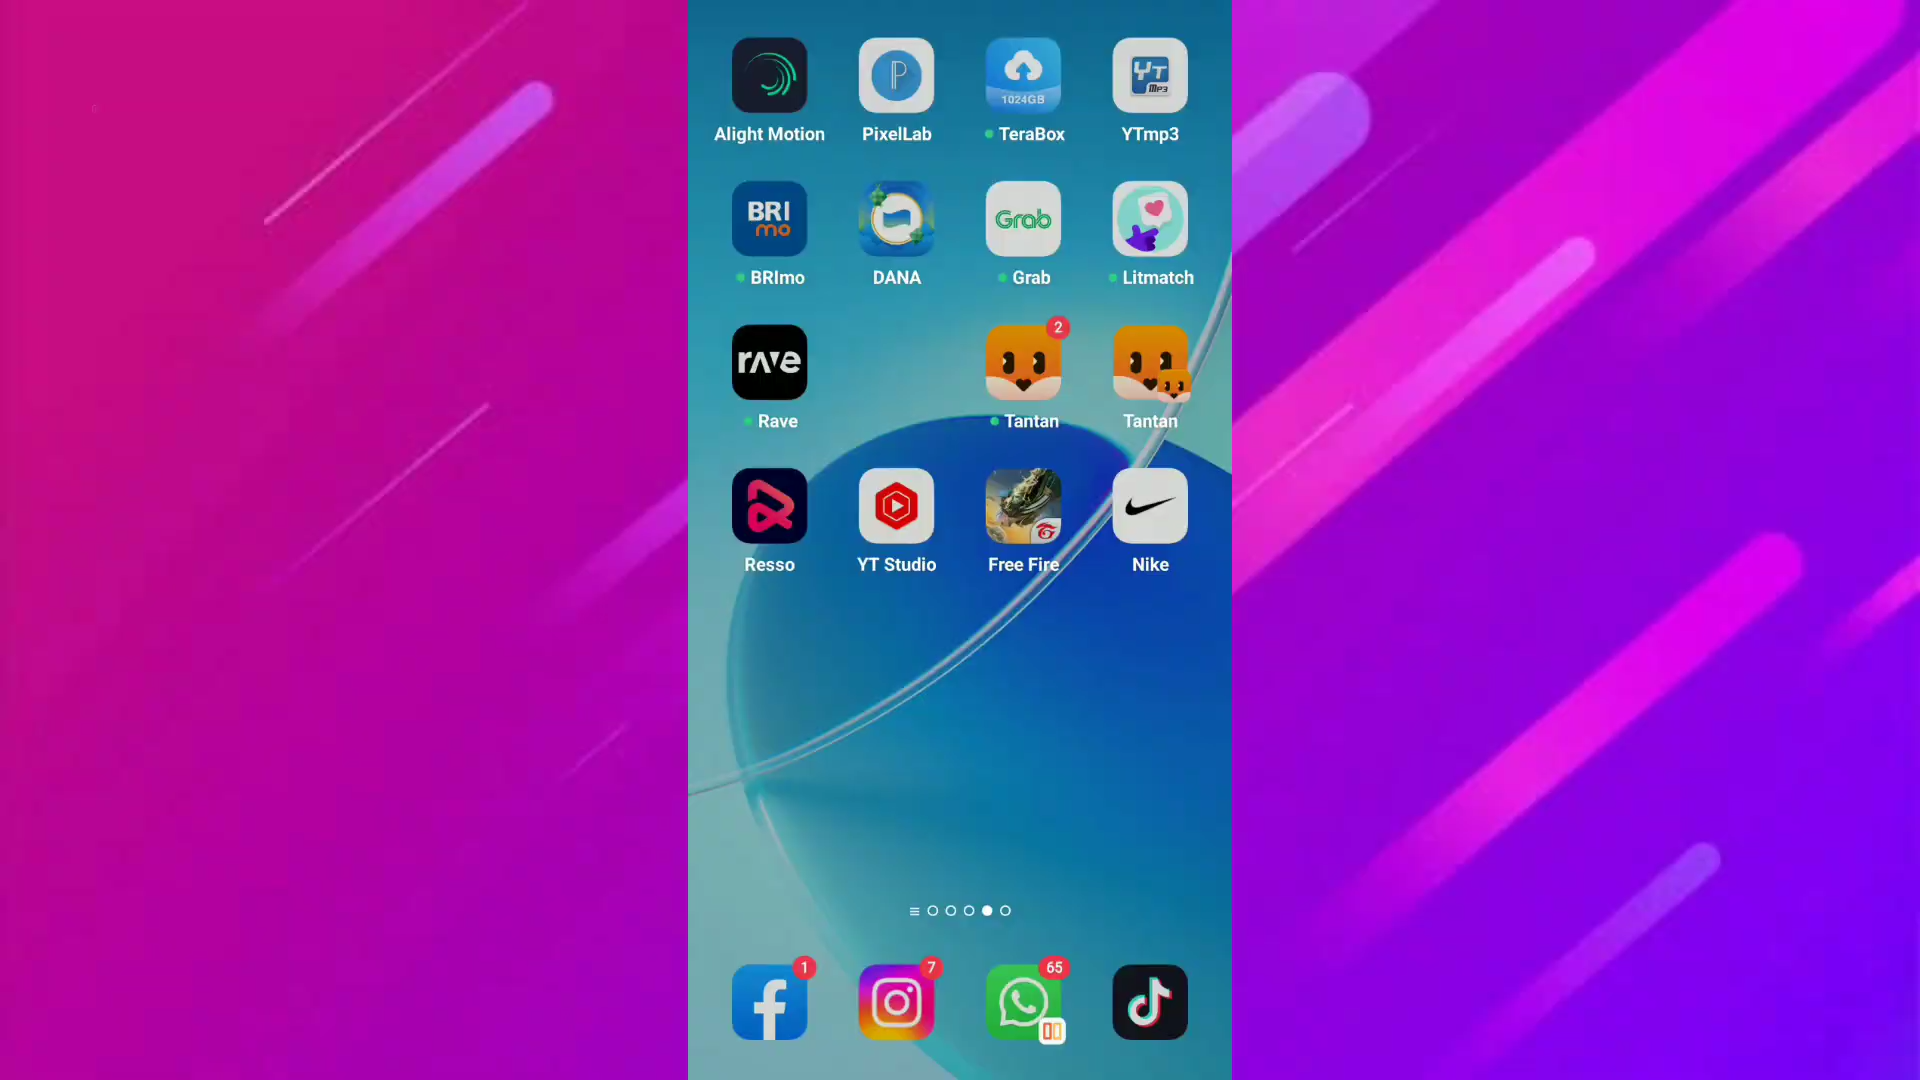 1024GB
YT
Mp3
Alight Motion
PixelLab
TeraBox
YTmp3
BRI
mo
Grab
BRImo
DANA
Grab
Litmatch
rave
2
Rave
Tantan
Tantan
Resso
YT Studio
Free Fire
Nike
1
7
65